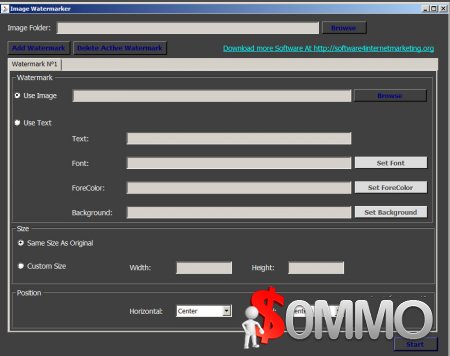 Image Watermarker
Image Folder: Browse
Add Watermark Delete Active Watermark Download more Software At http://software4internetmarketing.org
Watermark Nº1
Watermark
Use Image Browse
Use Text
Text:
Font: Set Font
ForeColor: Set ForeColor
Background: Set Background
Size
Same Size As Original
Custom Size Width: Height:
Position
Horizontal: Center
$0MMO
Start